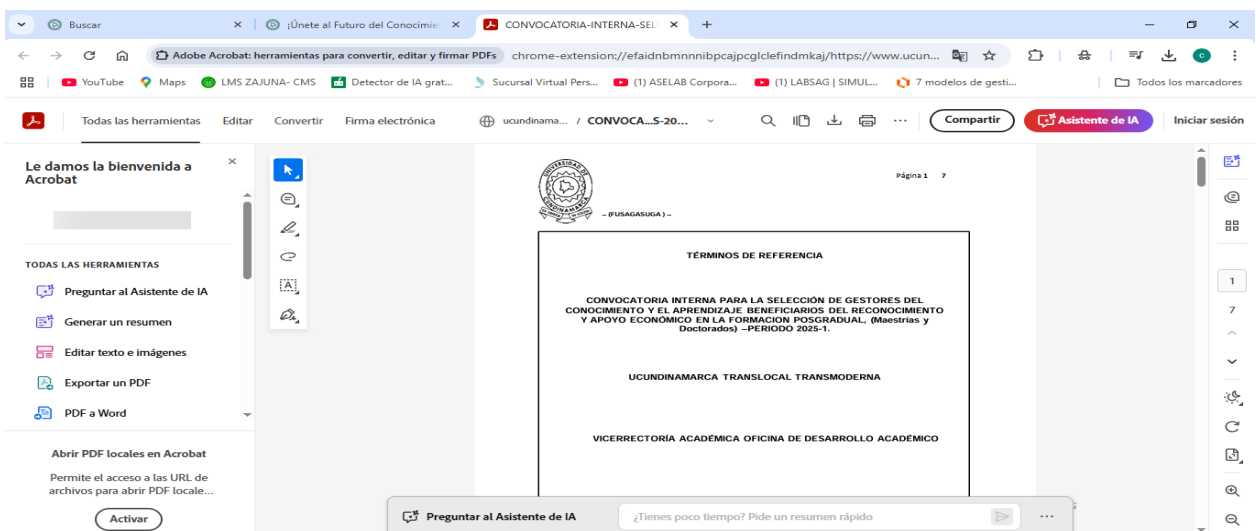 Buscar
¡Únete al Futuro del Conocimie
CONVOCATORIA-INTERNA-SEL
Adobe Acrobat: herramientas para convertir, editar y firmar PDFs
chrome-extension://efaidnbmnnnibpcajpcglclefindmkaj/https://www.ucun...
YouTube
Maps
LMS ZAJUNA- CMS
Detector de IA grat...
Sucursal Virtual Pers...
(1) ASELAB Corpora...
(1) LABSAG | SIMUL...
7 modelos de gesti...
Todos los marcadores
Todas las herramientas
Editar
Convertir
Firma electrónica
ucundinama... / CONVOCA...S-20...
Compartir
Asistente de IA
Iniciar sesión
Le damos la bienvenida a
Acrobat
TODAS LAS HERRAMIENTAS
Preguntar al Asistente de IA
Generar un resumen
Editar texto e imágenes
Exportar un PDF
PDF a Word
Abrir PDF locales en Acrobat
Permite el acceso a las URL de
archivos para abrir PDF locale...
Activar
Página 1 7
– (FUSAGASUGA ) –
TÉRMINOS DE REFERENCIA
CONVOCATORIA INTERNA PARA LA SELECCIÓN DE GESTORES DEL
CONOCIMIENTO Y EL APRENDIZAJE BENEFICIARIOS DEL RECONOCIMIENTO
Y APOYO ECONÓMICO EN LA FORMACION POSGRADUAL, (Maestrías y
Doctorados) –PERIODO 2025-1.
UCUNDINAMARCA TRANSLOCAL TRANSMODERNA
VICERRECTORÍA ACADÉMICA OFICINA DE DESARROLLO ACADÉMICO
Preguntar al Asistente de IA
¿Tienes poco tiempo? Pide un resumen rápido
1
7